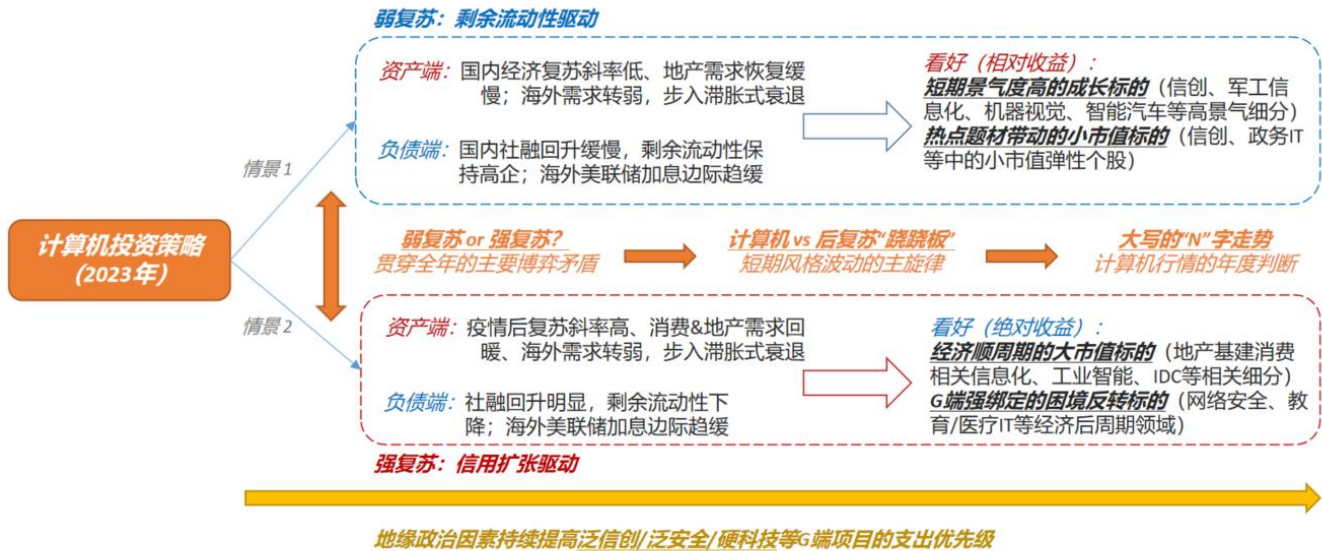 弱复苏：剩余流动性驱动
资产端：国内经济复苏斜率低、地产需求恢复缓
慢；海外需求转弱，步入滞胀式衰退
负债端：国内社融回升缓慢，剩余流动性保
持高企；海外美联储加息边际趋缓
看好（相对收益）：
短期景气度高的成长标的（信创、军工信
息化、机器视觉、智能汽车等高景气细分）
热点题材带动的小市值标的（信创、政务IT
等中的小市值弹性个股）
情景1
计算机投资策略
（2023年）
弱复苏 or 强复苏？
贯穿全年的主要博弈矛盾
计算机 vs 后复苏“跷跷板”
短期风格波动的主旋律
大写的“N”字走势
计算机行情的年度判断
情景2
资产端：疫情后复苏斜率高、消费&地产需求回
暖、海外需求转弱，步入滞胀式衰退
负债端：社融回升明显，剩余流动性下
降；海外美联储加息边际趋缓
看好（绝对收益）：
经济顺周期的大市值标的（地产基建消费
相关信息化、工业智能、IDC等相关细分）
G端强绑定的困境反转标的（网络安全、教
育/医疗IT等经济后周期领域）
强复苏：信用扩张驱动
地缘政治因素持续提高泛信创/泛安全/硬科技等G端项目的支出优先级